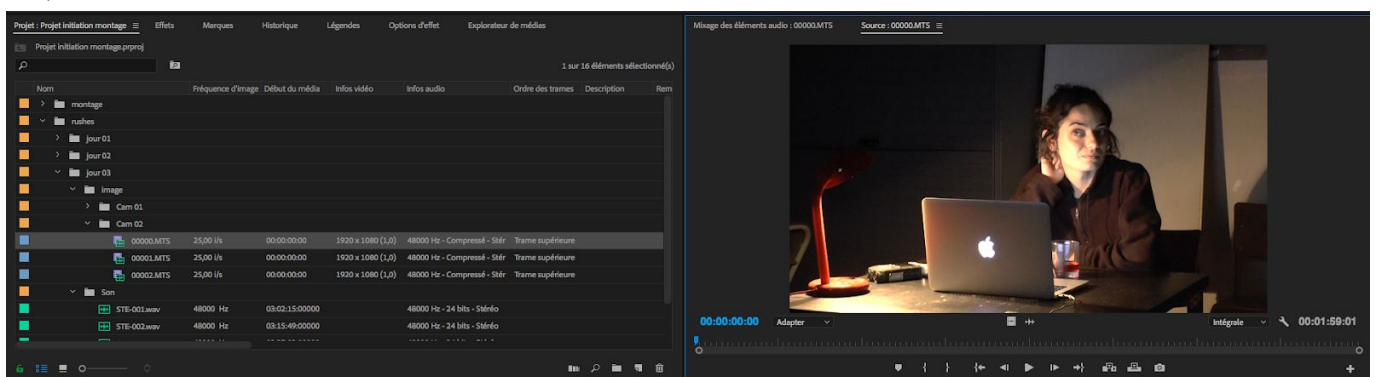 Projet : Projet initiation montage Effets Marques Historique Légendes Options d'effet Explorateur de médias
Projet initiation montage.prproj
1 sur 16 éléments sélectionné(s)
Nom Fréquence d'image Début du média Infos vidéo Infos audio Ordre des trames Description Rem
montage
rushes
jour 01
jour 02
jour 03
image
Cam 01
Cam 02
00000.MTS 25,00 i/s 00:00:00:00 1920 x 1080 (1,0) 48000 Hz - Compressé - Stér Trame supérieure
00001.MTS 25,00 i/s 00:00:00:00 1920 x 1080 (1,0) 48000 Hz - Compressé - Stér Trame supérieure
00002.MTS 25,00 i/s 00:00:00:00 1920 x 1080 (1,0) 48000 Hz - Compressé - Stér Trame supérieure
Son
STE-001.wav 48000 Hz 03:02:15:00000 48000 Hz - 24 bits - Stéréo
STE-002.wav 48000 Hz 03:15:49:00000 48000 Hz - 24 bits - Stéréo
Mixage des éléments audio : 00000.MTS Source : 00000.MTS
00:00:00:00 Adapter Intégrale 00:01:59:01